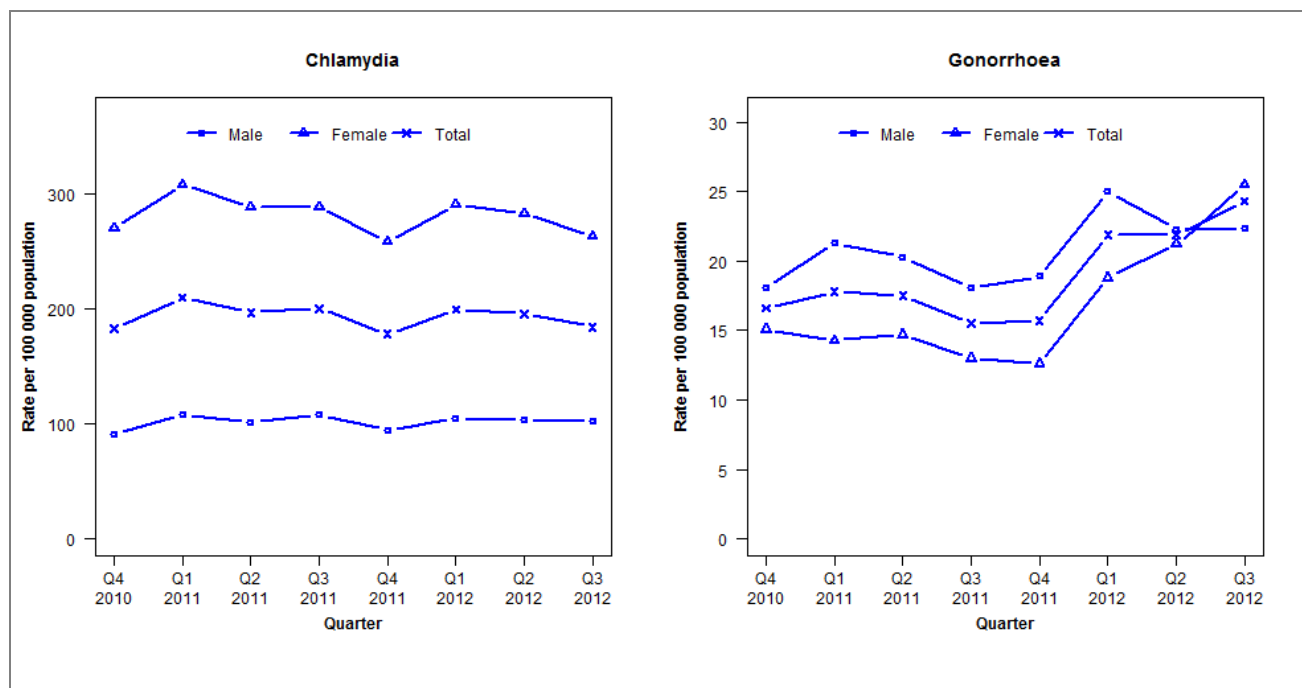 Chlamydia
Male Female Total
Rate per 100 000 population
300
200
100
0
Q4 Q1 Q2 Q3 Q4 Q1 Q2 Q3
2010 2011 2011 2011 2011 2012 2012 2012
Quarter
Gonorrhoea
Male Female Total
Rate per 100 000 population
30
25
20
15
10
5
0
Q4 Q1 Q2 Q3 Q4 Q1 Q2 Q3
2010 2011 2011 2011 2011 2012 2012 2012
Quarter